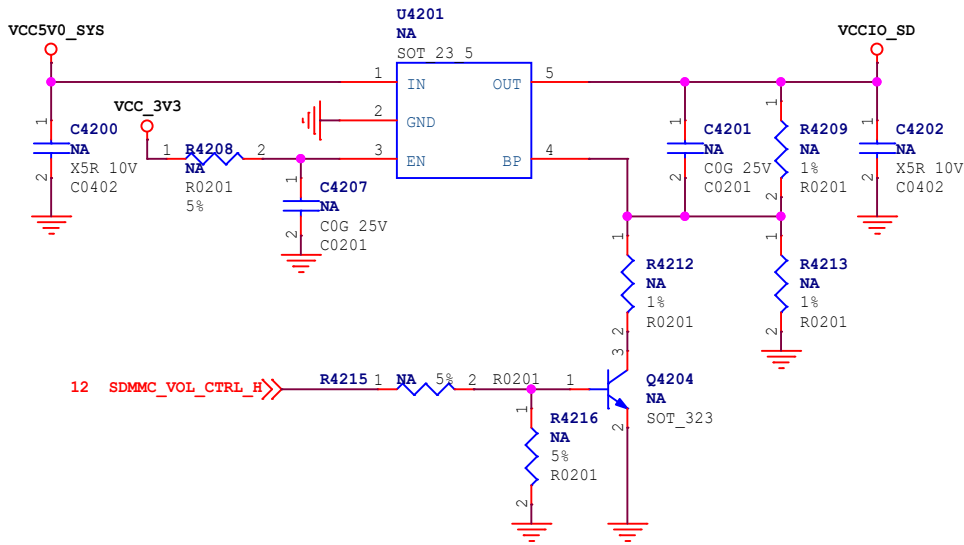 U4201
NA
SOT_23_5
VCC5V0_SYS
VCCIO_SD
1 IN OUT 5
2 GND
3 EN BP 4
VCC_3V3
1 R4208 2
NA
R0201
5%
1
C4200
NA
X5R 10V
2 C0402
1
C4207
NA
C0G 25V
2 C0201
1
C4201
NA
C0G 25V
2 C0201
1
R4209
1%
2 R0201
1
C4202
NA
X5R 10V
2 C0402
1
R4212
NA
1%
R0201
2
1
R4213
NA
1%
R0201
2
12 SDMMC_VOL_CTRL_H
R4215 1 NA 5% 2 R0201
1
3
2
Q4204
NA
SOT_323
1
R4216
NA
5%
R0201
2